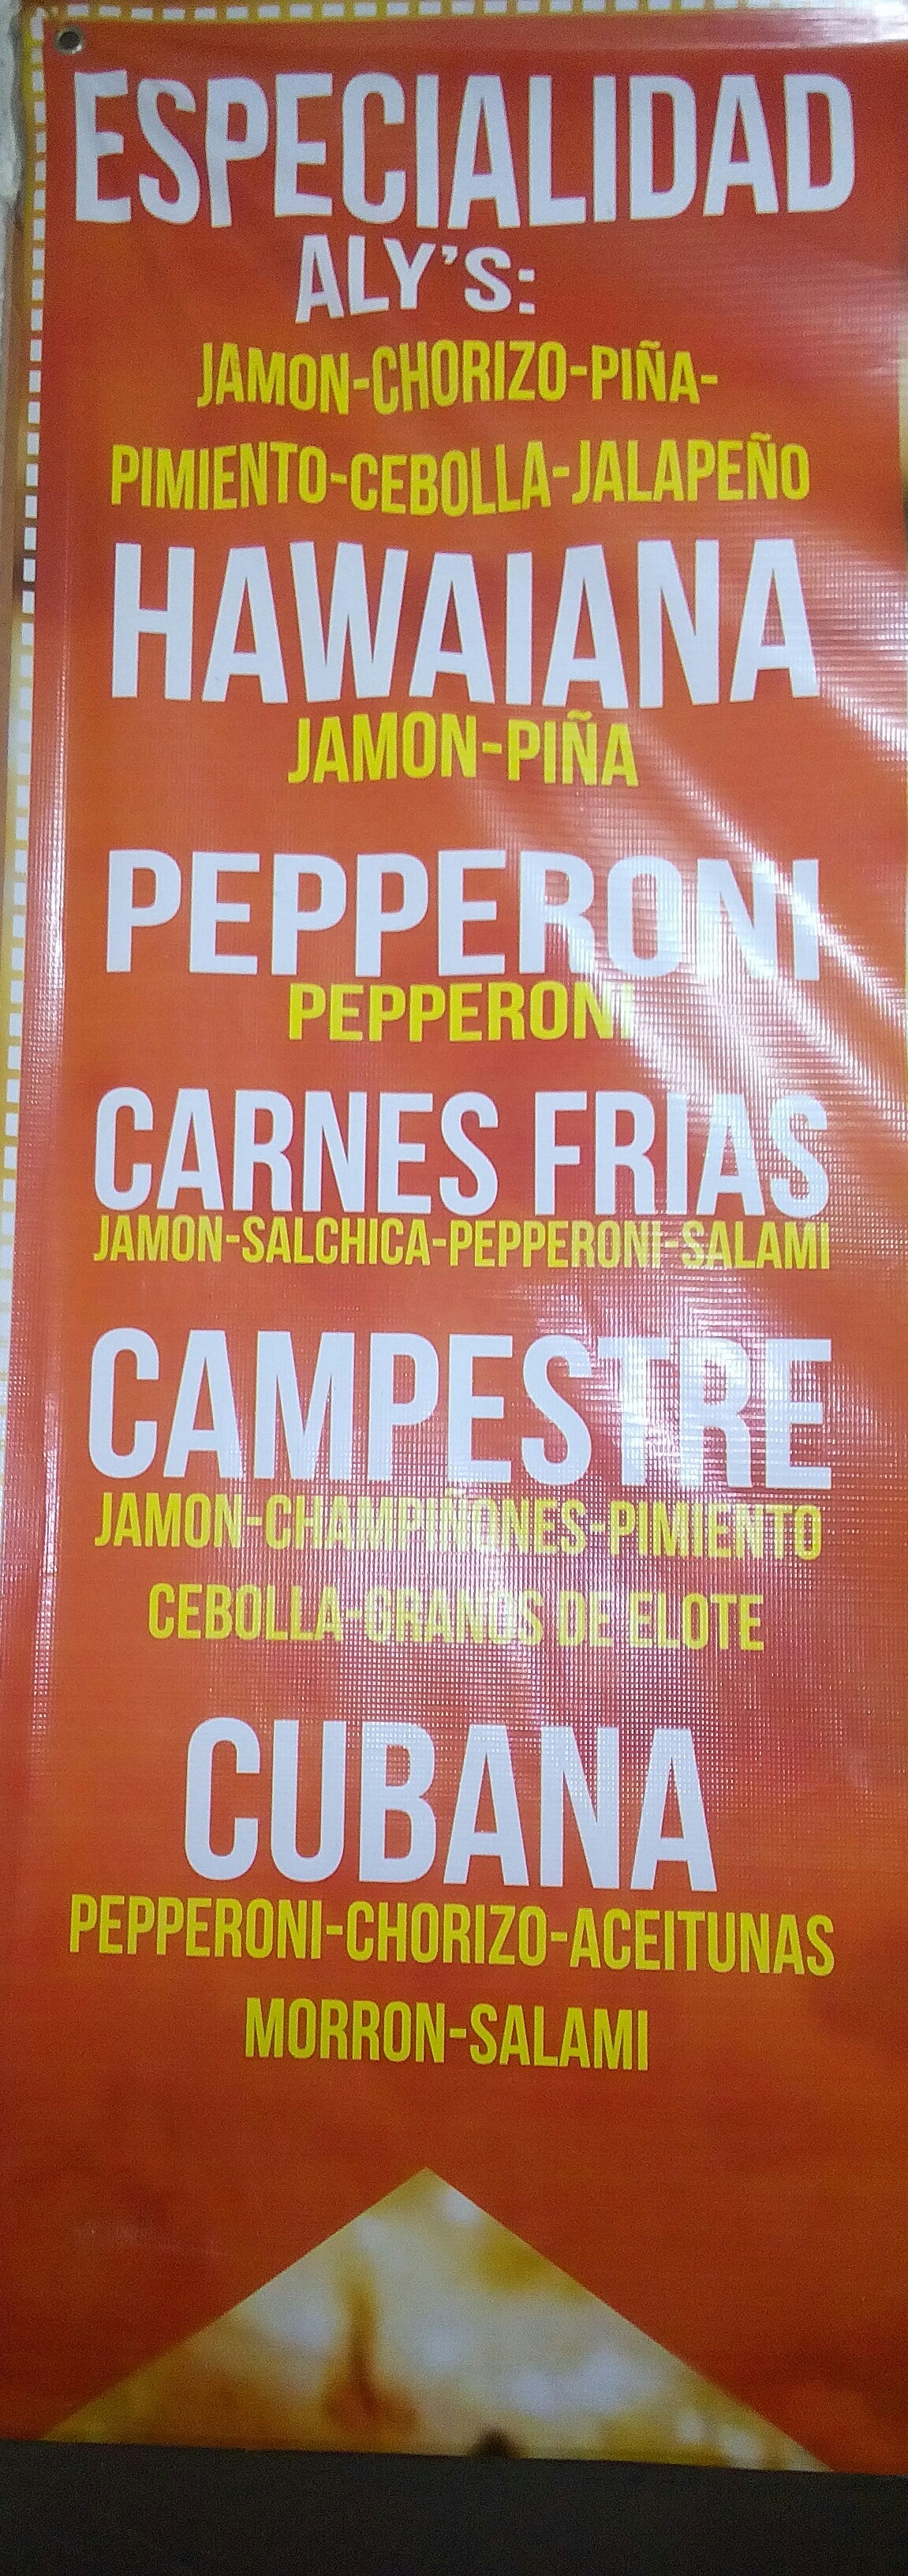 ESPECIALIDAD
ALY'S:
JAMON-CHORIZO-PIÑA-
PIMIENTO-CEBOLLA-JALAPEÑO
HAWAIANA
JAMON-PIÑA
PEPPERONI
PEPPERONI
CARNES FRIAS
JAMON-SALCHICA-PEPPERONI-SALAMI
CAMPESTRE
JAMON-CHAMPIÑONES-PIMIENTO
CEBOLLA-GRANOS DE ELOTE
CUBANA
PEPPERONI-CHORIZO-ACEITUNAS
MORRON-SALAMI